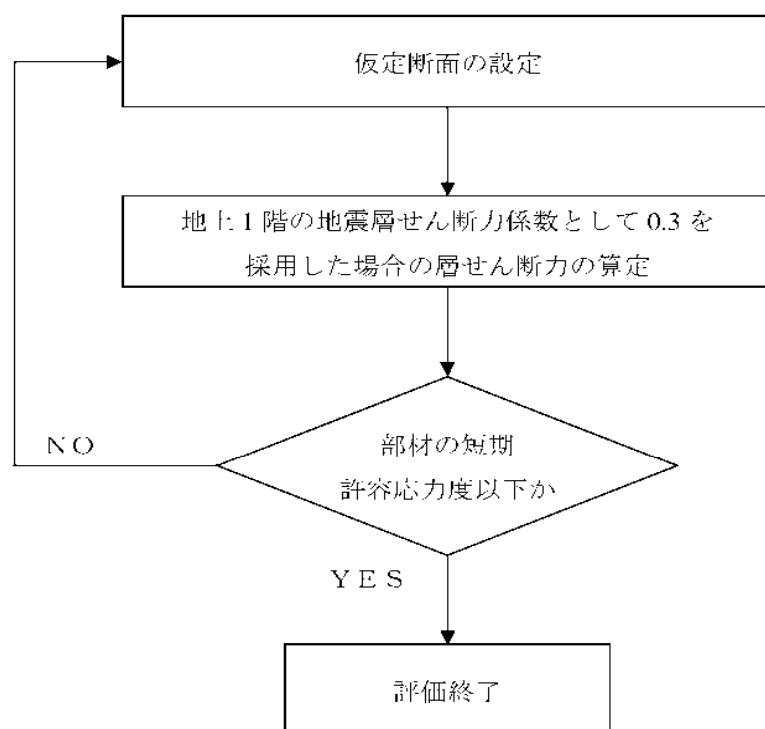 仮定断面の設定
地上1階の地震層せん断力係数として0.3を
採用した場合の層せん断力の算定
部材の短期
許容応力度以下か
NO
YES
評価終了